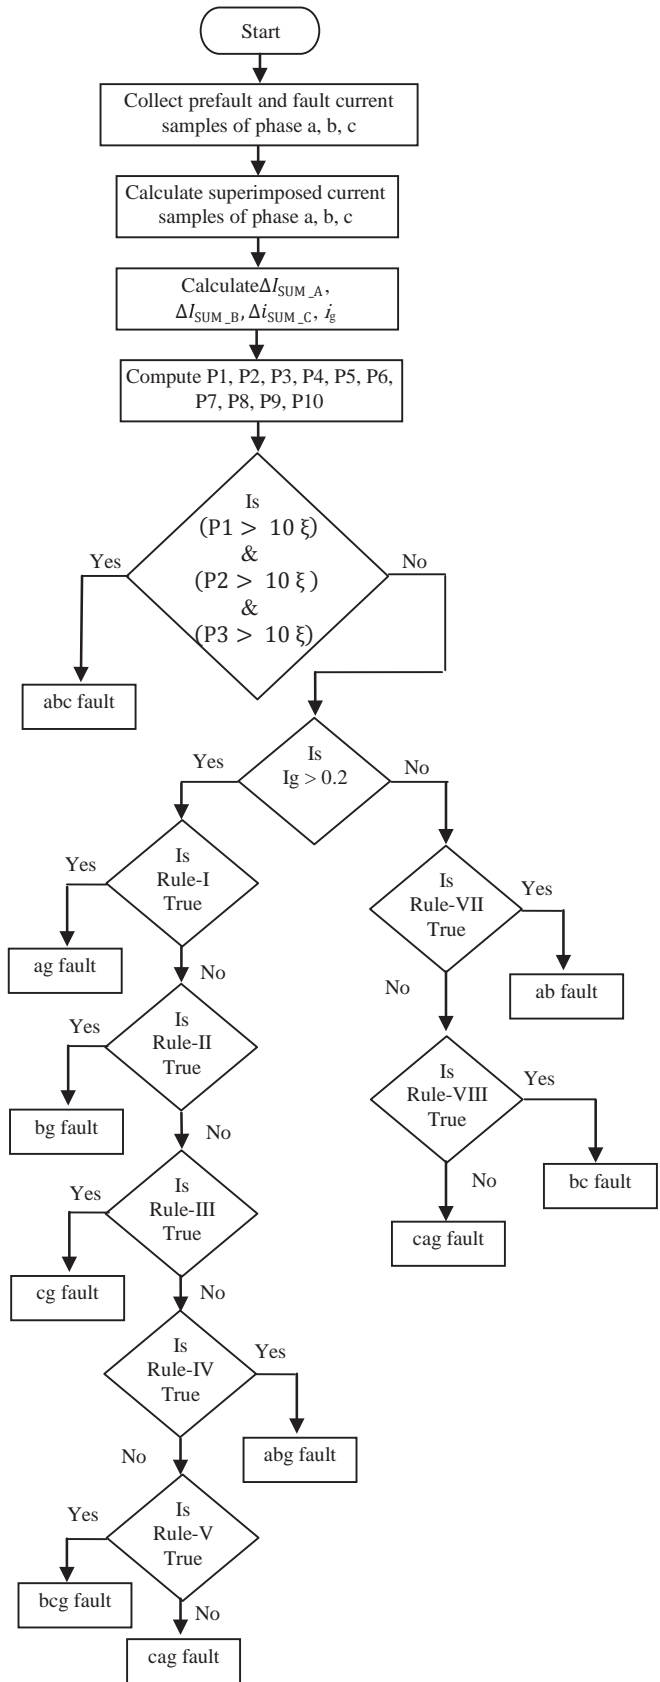 Start
Collect prefault and fault current
samples of phase a, b, c
Calculate superimposed current
samples of phase a, b, c
CalculateΔI_SUM_A,
ΔI_SUM_B, Δi_SUM_C, i_g
Compute P1, P2, P3, P4, P5, P6,
P7, P8, P9, P10
Is
(P1 > 10 ξ)
&
(P2 > 10 ξ)
&
(P3 > 10 ξ)
Yes
No
abc fault
Is
Ig > 0.2
Yes
No
Is
Rule-I
True
Yes
ag fault
No
Is
Rule-VII
True
Yes
ab fault
No
Is
Rule-II
True
Yes
bg fault
No
Is
Rule-VIII
True
Yes
bc fault
No
cag fault
Is
Rule-III
True
Yes
cg fault
No
Is
Rule-IV
True
Yes
abg fault
No
Is
Rule-V
True
Yes
bcg fault
No
cag fault